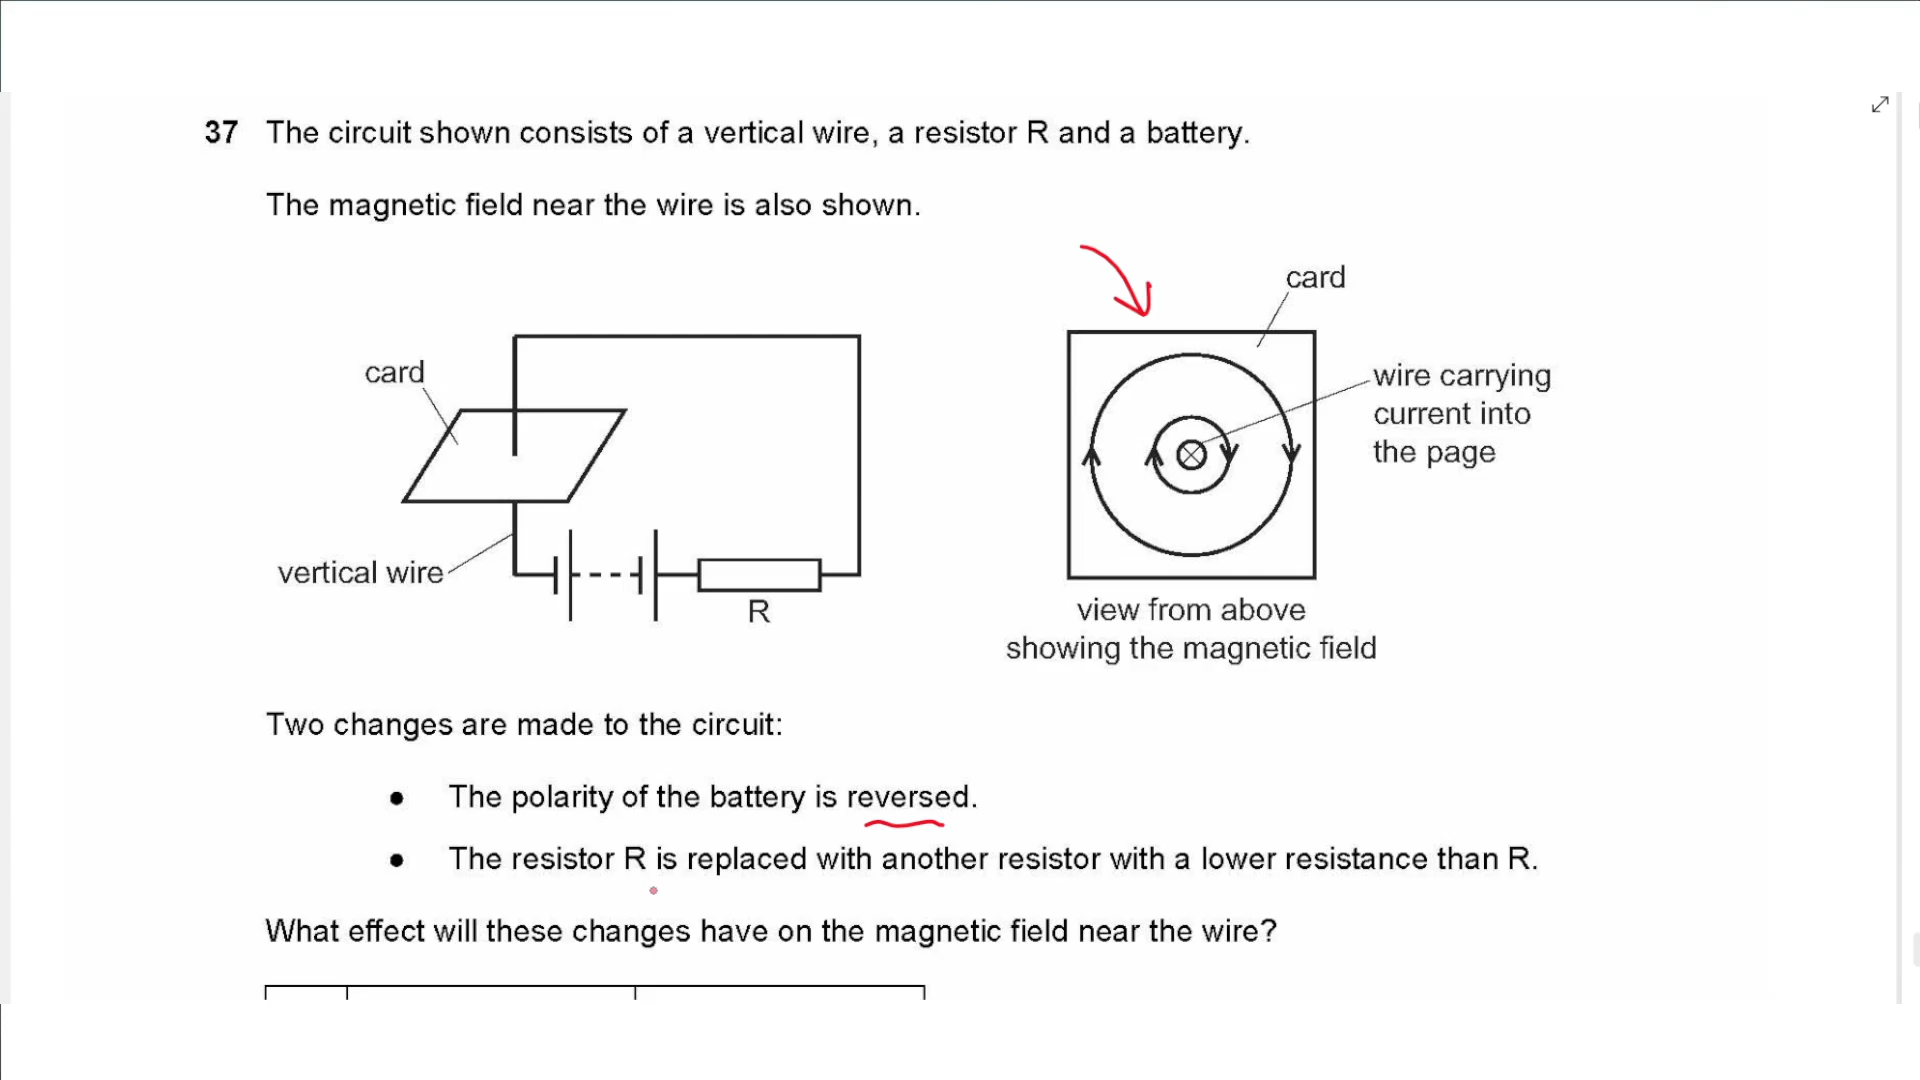 37 The circuit shown consists of a vertical wire, a resistor R and a battery.
The magnetic field near the wire is also shown.
card
vertical wire
R
card
wire carrying
current into
the page
view from above
showing the magnetic field
Two changes are made to the circuit:
• The polarity of the battery is reversed.
• The resistor R is replaced with another resistor with a lower resistance than R.
What effect will these changes have on the magnetic field near the wire?